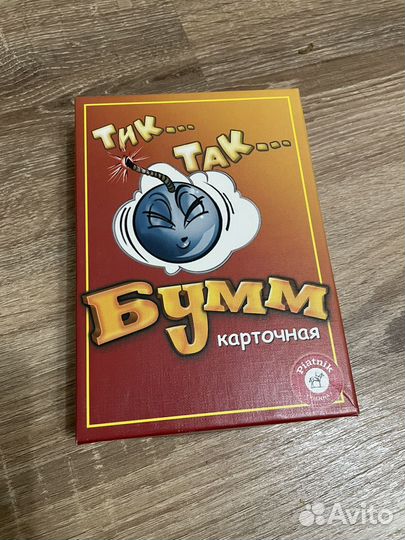 Тик...
Так...
Бумм
карточная
Piatnik
Avito